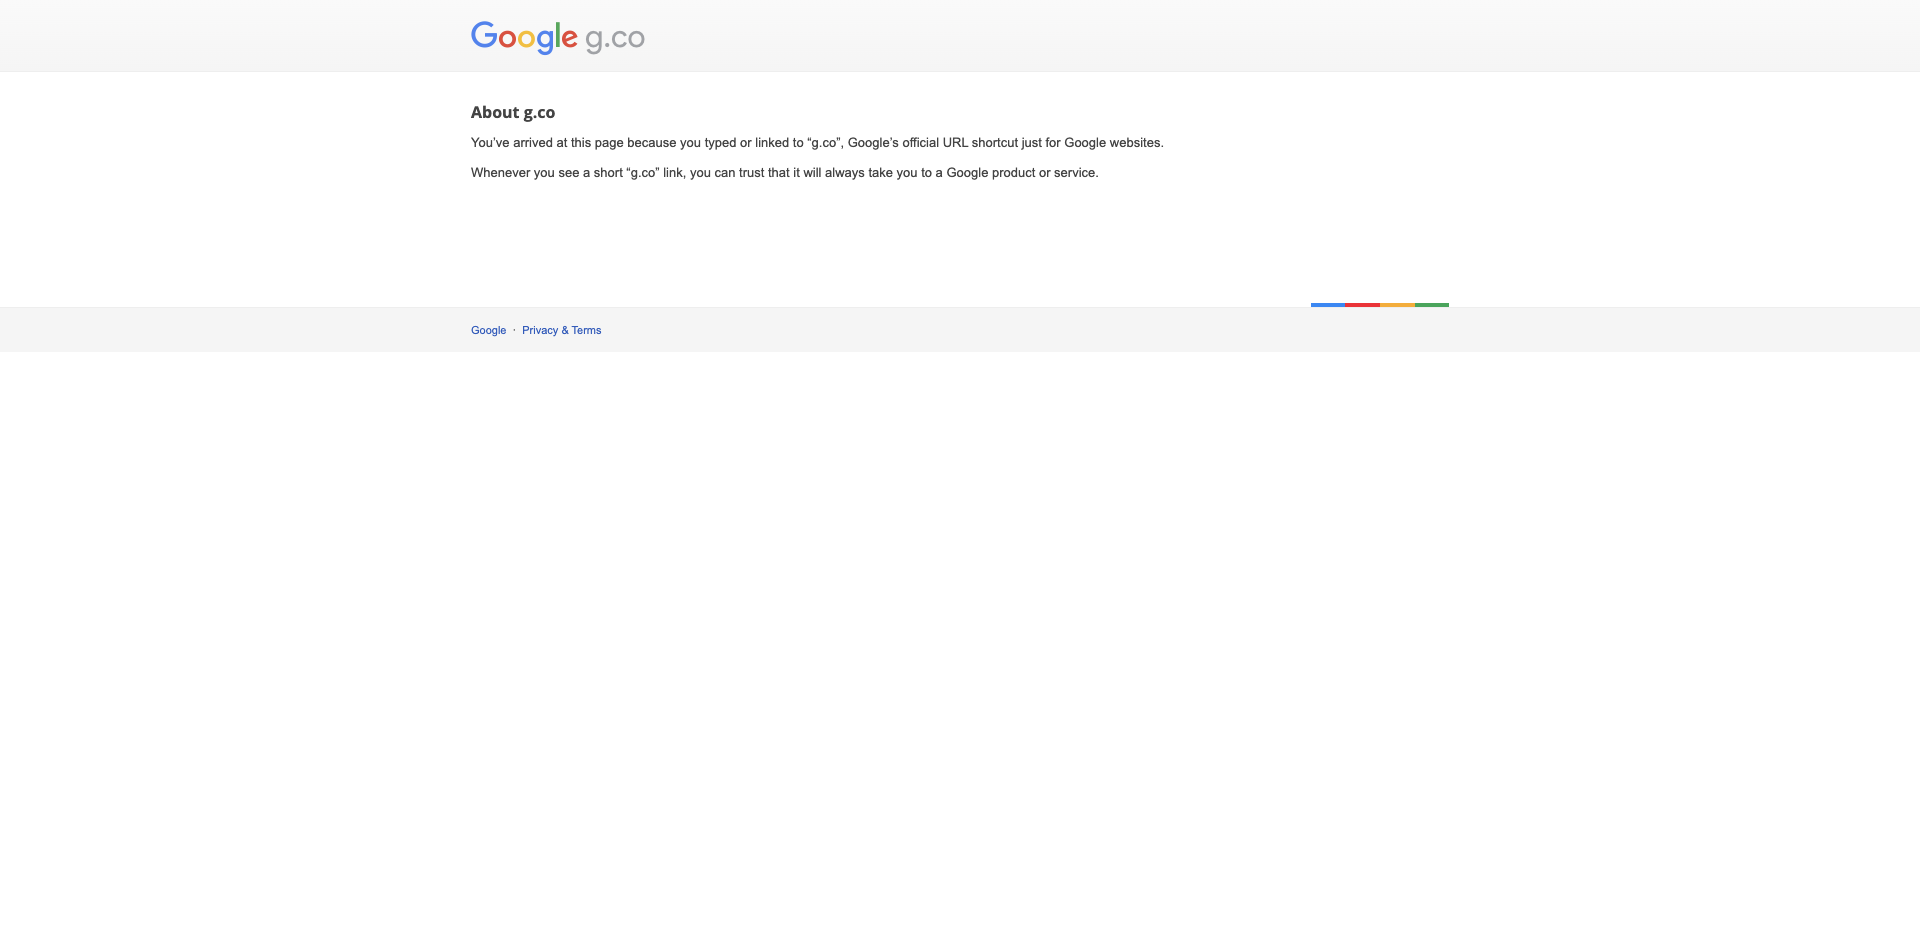 Google g.co
About g.co
You’ve arrived at this page because you typed or linked to “g.co”, Google’s official URL shortcut just for Google websites.
Whenever you see a short “g.co” link, you can trust that it will always take you to a Google product or service.
Google · Privacy & Terms